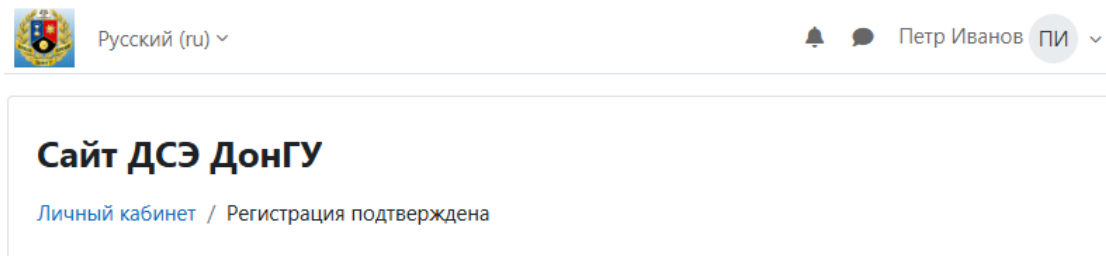 Русский (ru)
Петр Иванов ПИ
Сайт ДСЭ ДонГУ
Личный кабинет / Регистрация подтверждена